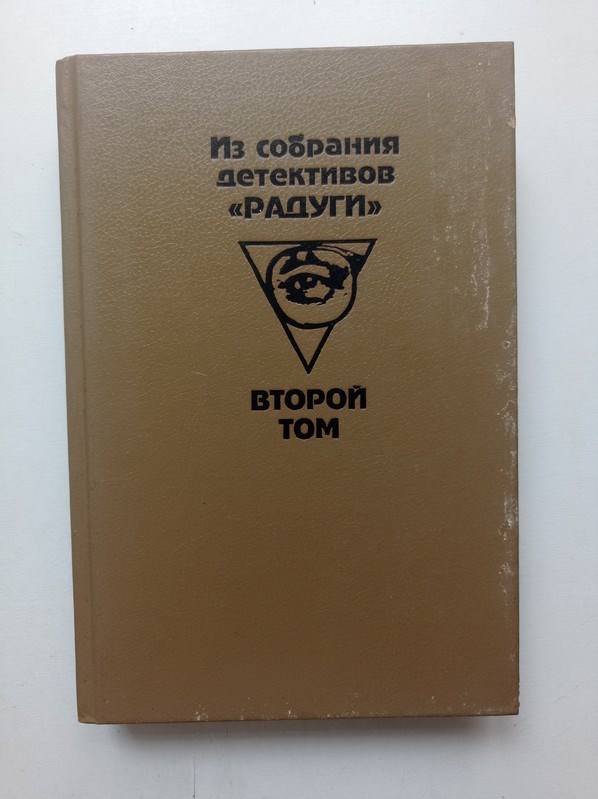 Из собрания
детективов
«РАДУГИ»
ВТОРОЙ
ТОМ